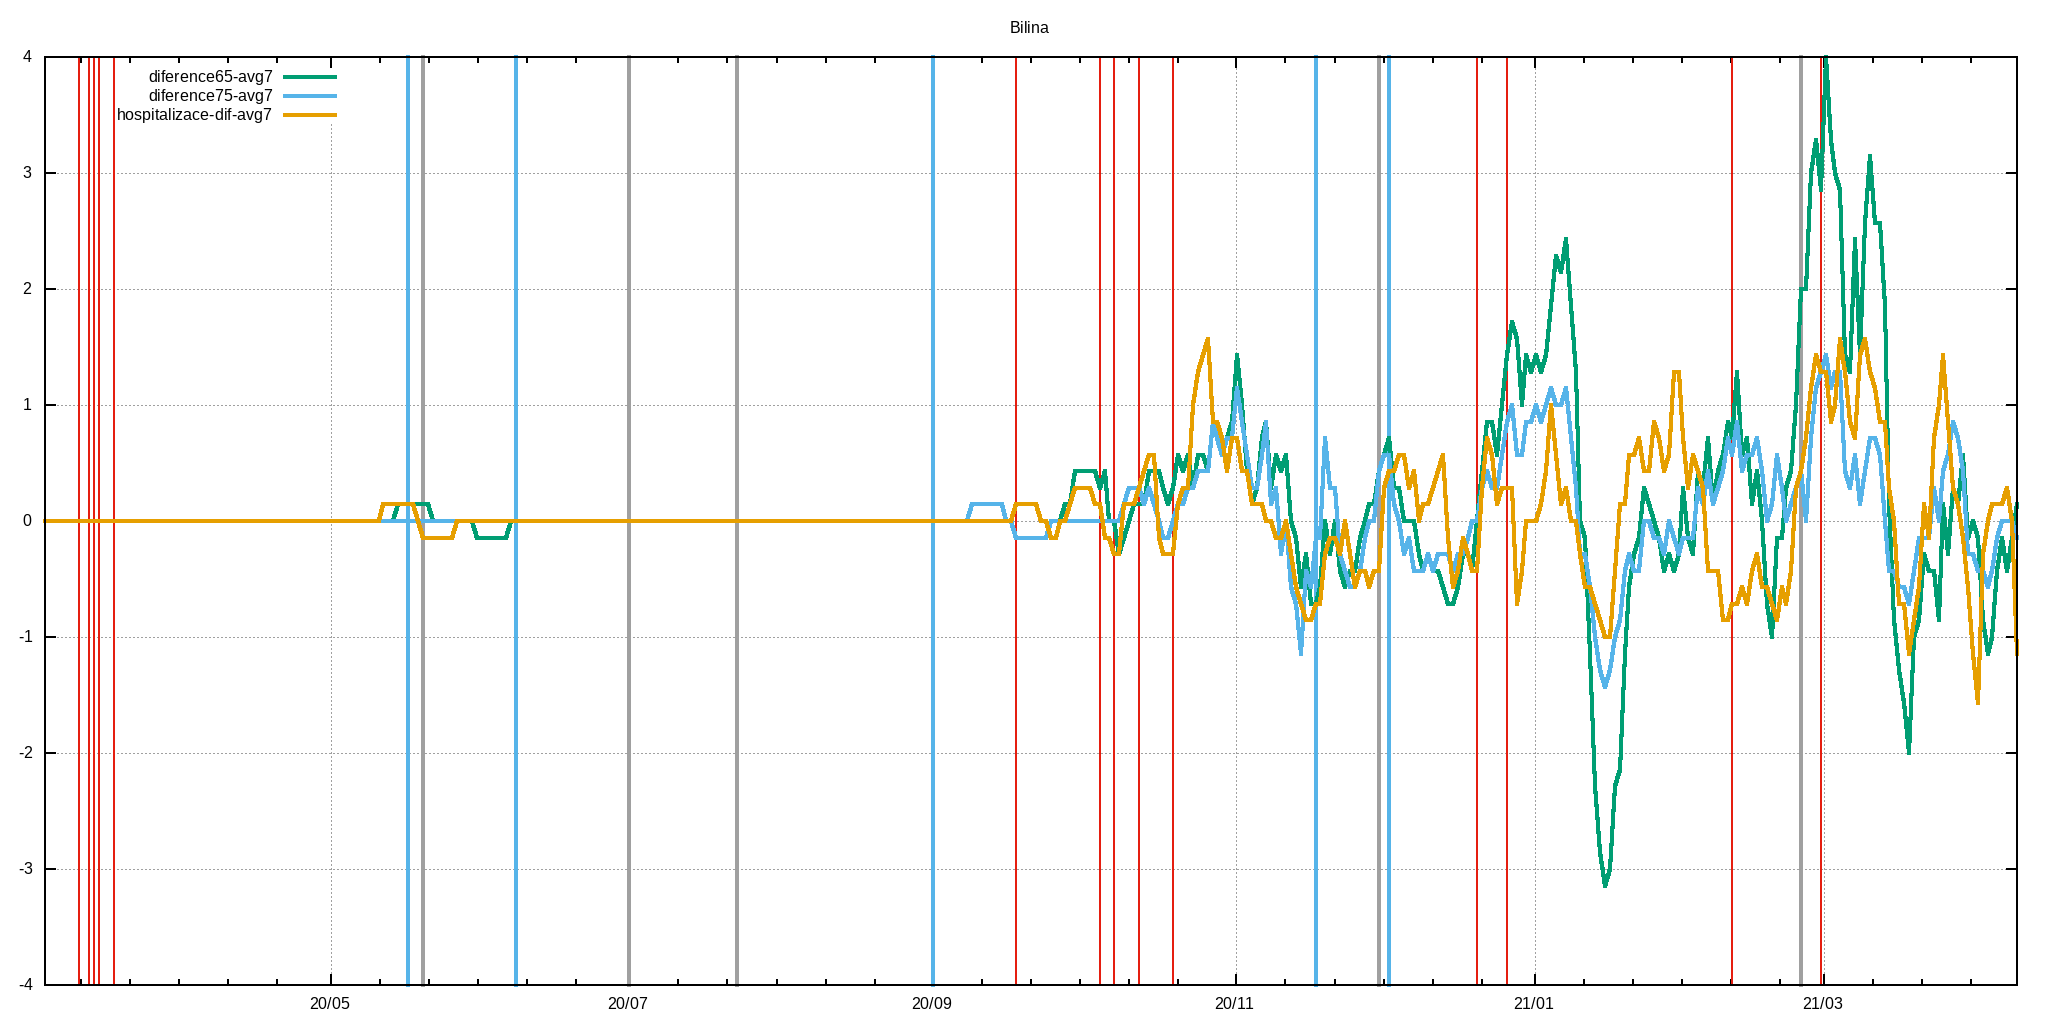 Bilina
diference65-avg7
diference75-avg7
hospitalizace-dif-avg7
4
3
2
1
0
-1
-2
-3
-4
20/05 20/07 20/09 20/11 21/01 21/03